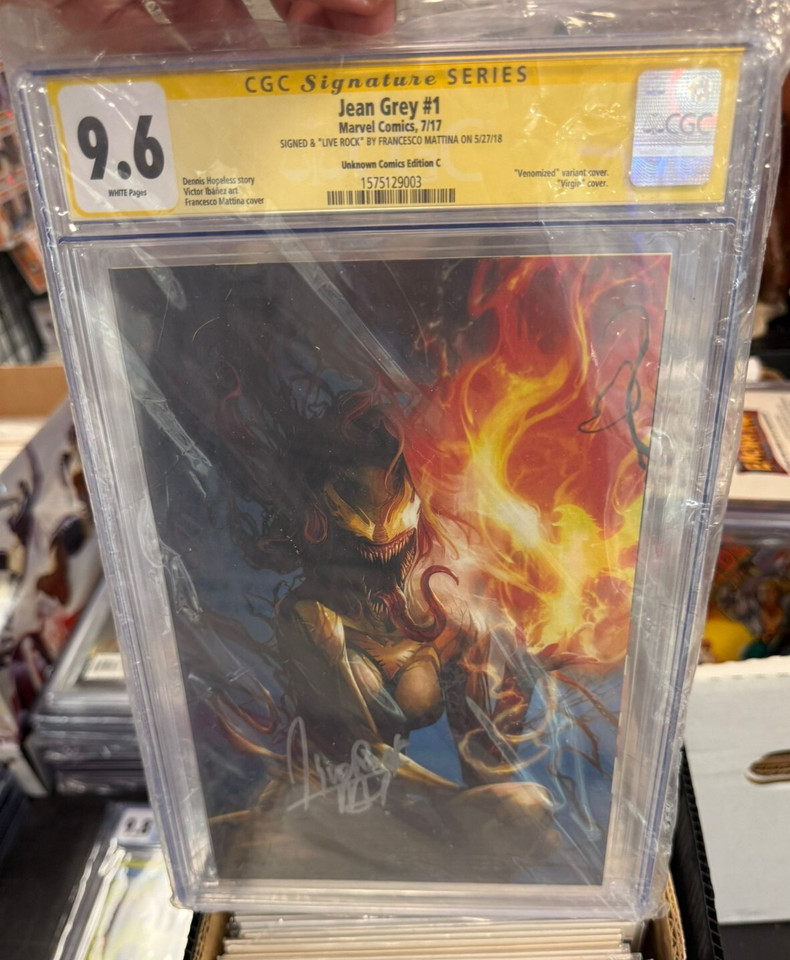 CGC Signature SERIES
9.6
WHITE Pages
Jean Grey #1
Marvel Comics, 7/17
SIGNED & "LIVE ROCK" BY FRANCESCO MATTINA ON 5/27/18
Unknown Comics Edition C
1575129003
Dennis Hopeless story
Victor Ibáñez art
Francesco Mattina cover
"Venomized" variant cover.
"Virgin" cover.
CGC
Live Rock